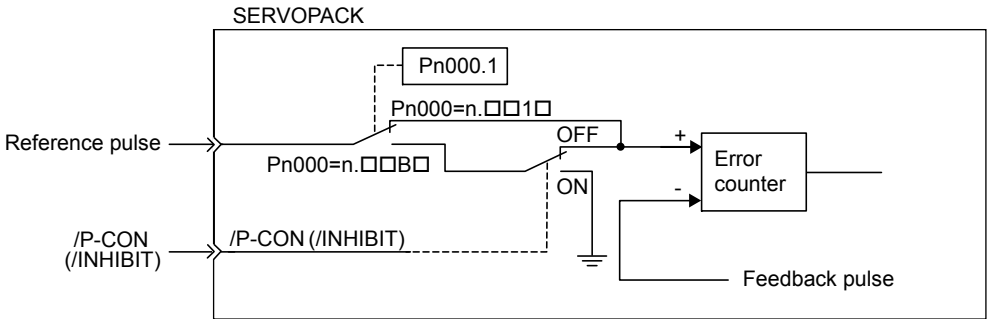 SERVOPACK
Pn000.1
Pn000=n.□□1□
Reference pulse
OFF
+
Error
counter
Pn000=n.□□B□
ON
-
/P-CON
(/INHIBIT)
/P-CON (/INHIBIT)
Feedback pulse